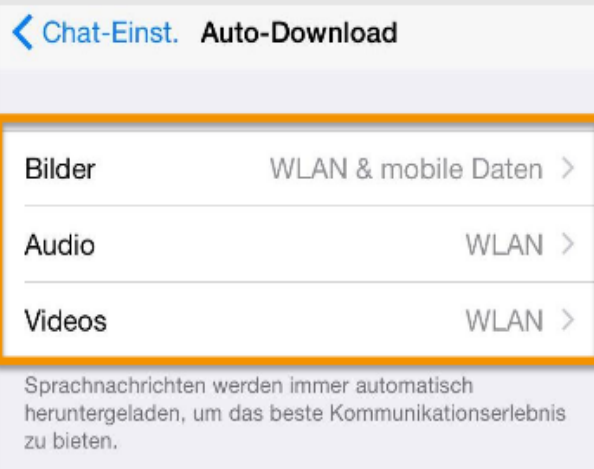 Chat-Einst. Auto-Download
Bilder WLAN & mobile Daten
Audio WLAN
Videos WLAN
Sprachnachrichten werden immer automatisch
heruntergeladen, um das beste Kommunikationserlebnis
zu bieten.